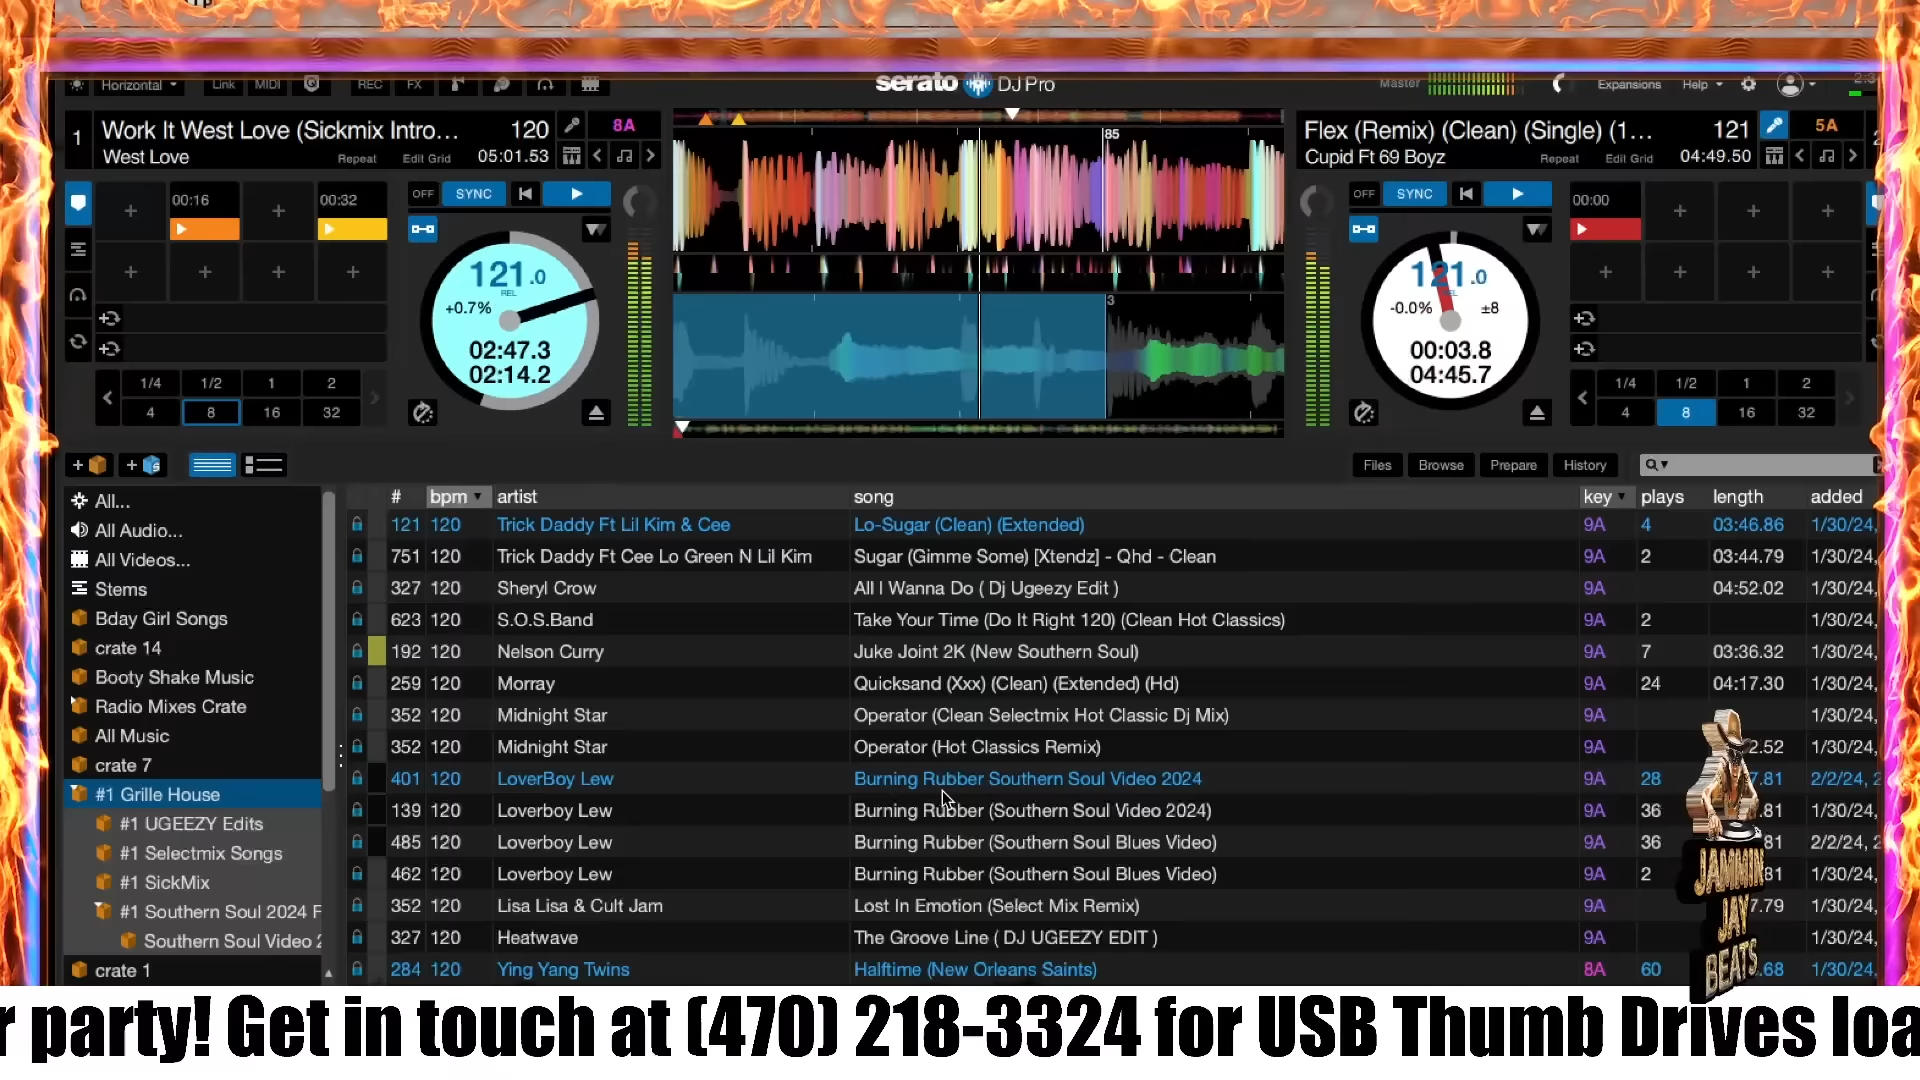 Horizontal
Link
MIDI
REC
FX
serato DJ Pro
Master
Expansions
Help
1
Work It West Love (Sickmix Intro...
120
8A
West Love
Repeat
Edit Grid
05:01.53
Flex (Remix) (Clean) (Single) (1...
121
5A
Cupid Ft 69 Boyz
Repeat
Edit Grid
04:49.50
85
3
00:16
00:32
OFF
SYNC
121.0
REL
+0.7%
02:47.3
02:14.2
1/4 1/2 1 2
4 8 16 32
OFF
SYNC
121.0
-0.0%
±8
00:03.8
04:45.7
00:00
1/4 1/2 1 2
4 8 16 32
Files
Browse
Prepare
History
All...
All Audio...
All Videos...
Stems
Bday Girl Songs
crate 14
Booty Shake Music
Radio Mixes Crate
All Music
crate 7
#1 Grille House
#1 UGEEZY Edits
#1 Selectmix Songs
#1 SickMix
#1 Southern Soul 2024 F
Southern Soul Video 2
crate 1
# bpm artist song key plays length added
121 120 Trick Daddy Ft Lil Kim & Cee Lo-Sugar (Clean) (Extended) 9A 4 03:46.86 1/30/24,
751 120 Trick Daddy Ft Cee Lo Green N Lil Kim Sugar (Gimme Some) [Xtendz] - Qhd - Clean 9A 2 03:44.79 1/30/24,
327 120 Sheryl Crow All I Wanna Do ( Dj Ugeezy Edit ) 9A 04:52.02 1/30/24,
623 120 S.O.S.Band Take Your Time (Do It Right 120) (Clean Hot Classics) 9A 2 1/30/24,
192 120 Nelson Curry Juke Joint 2K (New Southern Soul) 9A 7 03:36.32 1/30/24,
259 120 Morray Quicksand (Xxx) (Clean) (Extended) (Hd) 9A 24 04:17.30 1/30/24,
352 120 Midnight Star Operator (Clean Selectmix Hot Classic Dj Mix) 9A 1/30/24,
352 120 Midnight Star Operator (Hot Classics Remix) 9A 2.52 1/30/24,
401 120 LoverBoy Lew Burning Rubber Southern Soul Video 2024 9A 28 7.81 2/2/24, 2
139 120 Loverboy Lew Burning Rubber (Southern Soul Video 2024) 9A 36 .81 1/30/24,
485 120 Loverboy Lew Burning Rubber (Southern Soul Blues Video) 9A 36 81 2/2/24, 2
462 120 Loverboy Lew Burning Rubber (Southern Soul Blues Video) 9A 2 81 1/30/24,
352 120 Lisa Lisa & Cult Jam Lost In Emotion (Select Mix Remix) 9A 7.79 1/30/24,
327 120 Heatwave The Groove Line ( DJ UGEEZY EDIT ) 9A 1/30/24,
284 120 Ying Yang Twins Halftime (New Orleans Saints) 8A 60 .68 1/30/24,
JAMMIN
JAY
BEATS
r party! Get in touch at (470) 218-3324 for USB Thumb Drives loa